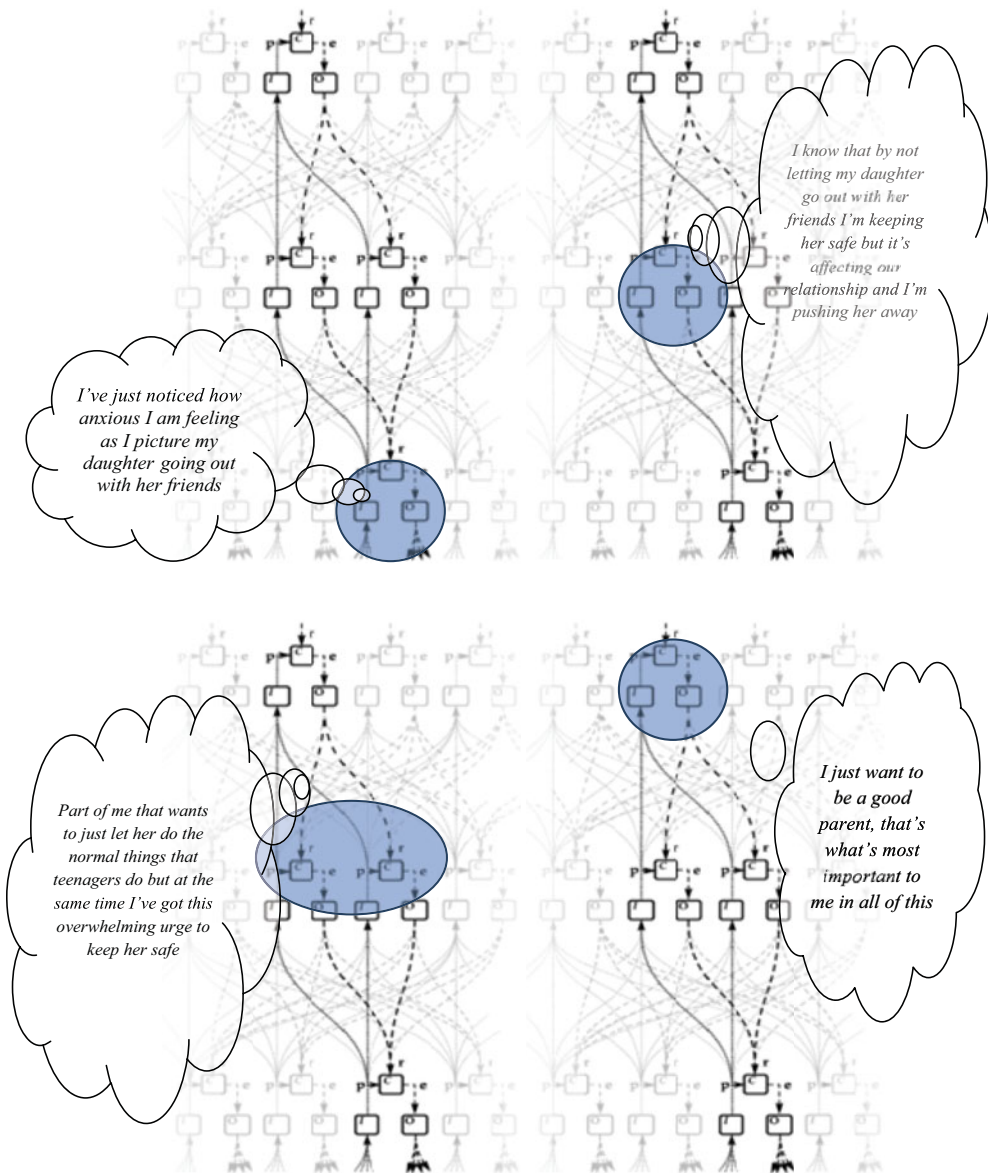 I know that by not
letting my daughter
go out with her
friends I'm keeping
her safe but it's
affecting our
relationship and I'm
pushing her away
I've just noticed how
anxious I am feeling
as I picture my
daughter going out
with her friends
Part of me that wants
to just let her do the
normal things that
teenagers do but at the
same time I've got this
overwhelming urge to
keep her safe
I just want to
be a good
parent, that's
what's most
important to
me in all of this